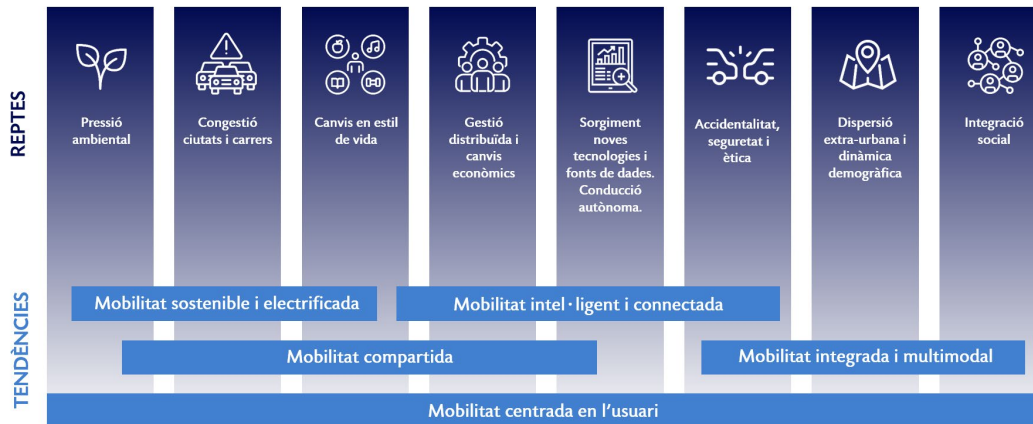 REPTES
Pressió
ambiental
Congestió
ciutats i carrers
Canvis en estil
de vida
Gestió
distribuïda i
canvis
econòmics
Sorgiment
noves
tecnologies i
fonts de dades.
Conducció
autònoma.
Accidentalitat,
seguretat i
ètica
Dispersió
extra-urbana i
dinàmica
demogràfica
Integració
social
TENDÈNCIES
Mobilitat sostenible i electrificada
Mobilitat intel·ligent i connectada
Mobilitat compartida
Mobilitat integrada i multimodal
Mobilitat centrada en l'usuari